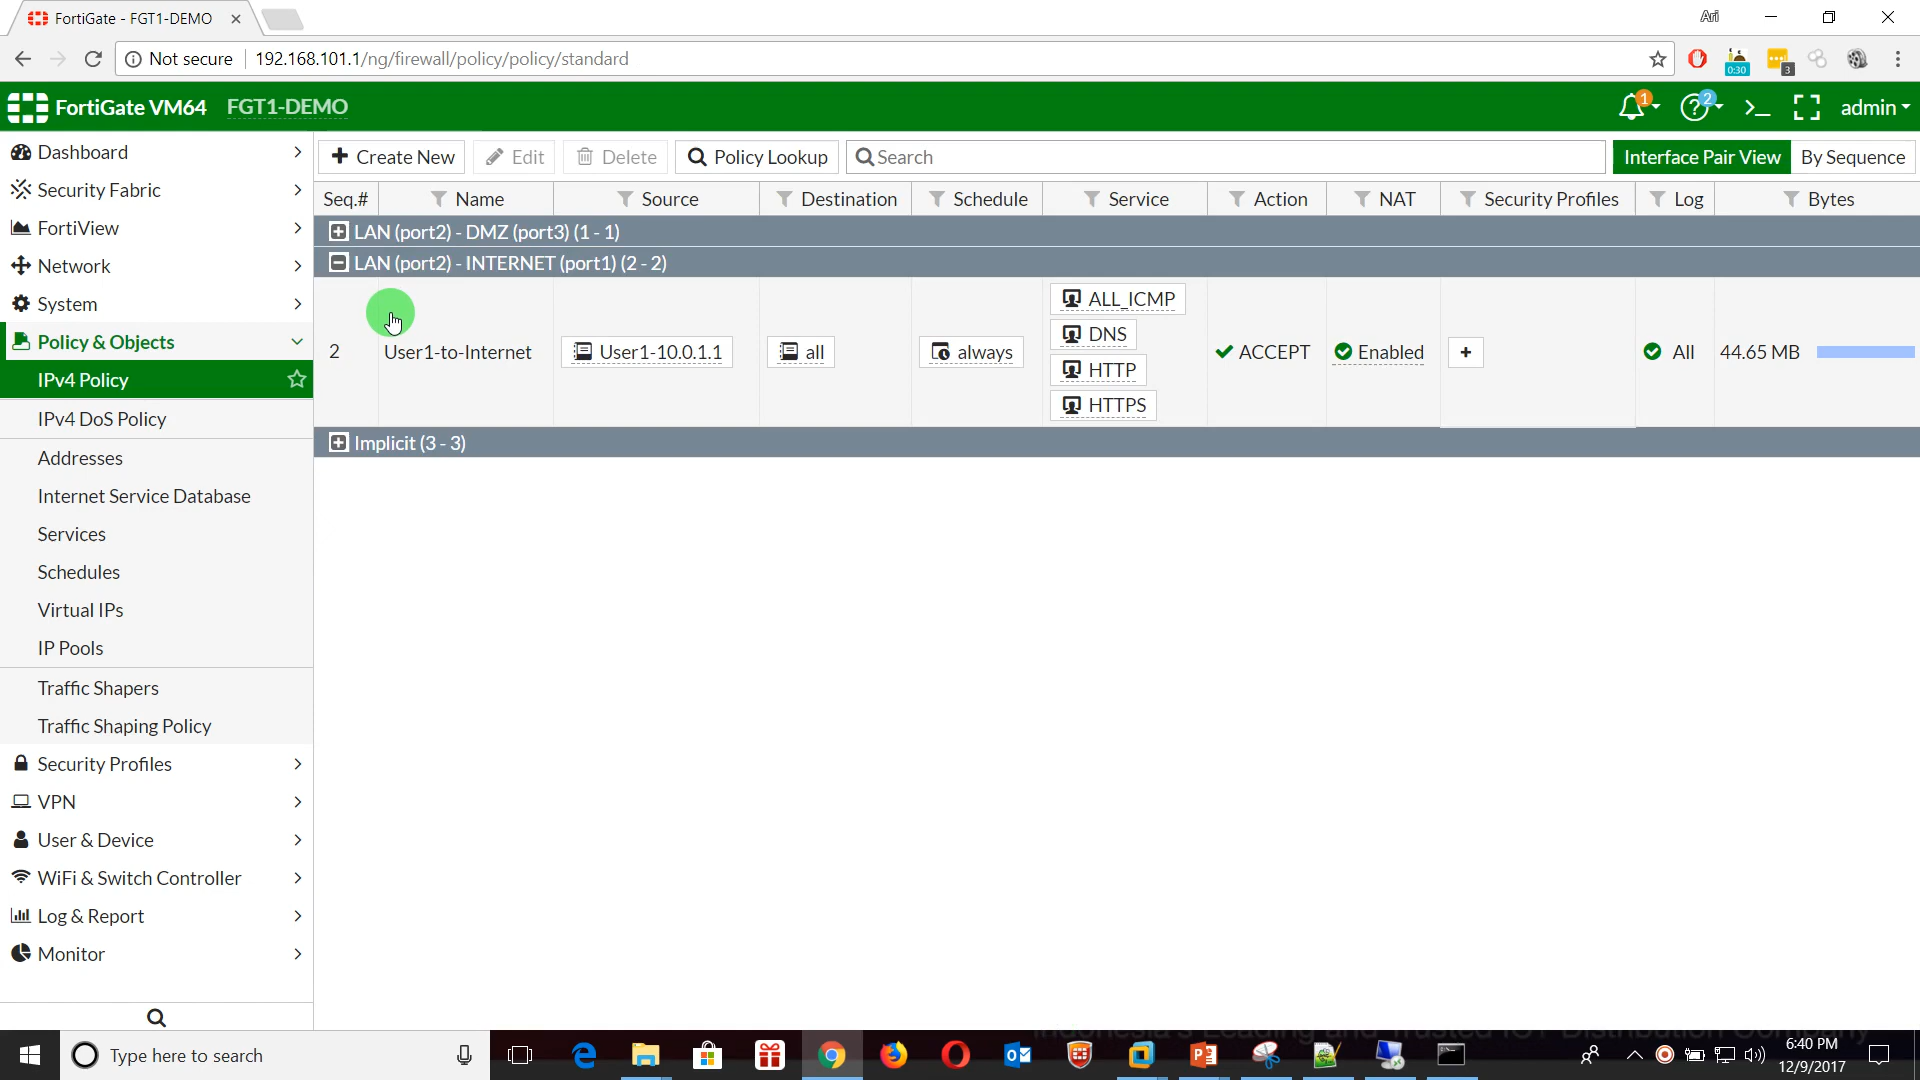 FortiGate - FGT1-DEMO
Ari
Not secure
192.168.101.1/ng/firewall/policy/policy/standard
0:30
3
FortiGate VM64
FGT1-DEMO
1
2
admin
Dashboard
Security Fabric
FortiView
Network
System
Policy & Objects
IPv4 Policy
IPv4 DoS Policy
Addresses
Internet Service Database
Services
Schedules
Virtual IPs
IP Pools
Traffic Shapers
Traffic Shaping Policy
Security Profiles
VPN
User & Device
WiFi & Switch Controller
Log & Report
Monitor
Create New
Edit
Delete
Policy Lookup
Search
Interface Pair View
By Sequence
Seq.# Name Source Destination Schedule Service Action NAT Security Profiles Log Bytes
LAN (port2) - DMZ (port3) (1 - 1)
LAN (port2) - INTERNET (port1) (2 - 2)
2 User1-to-Internet User1-10.0.1.1 all always
ALL_ICMP
DNS
HTTP
HTTPS
ACCEPT Enabled All 44.65 MB
Implicit (3 - 3)
Type here to search
6:40 PM
12/9/2017